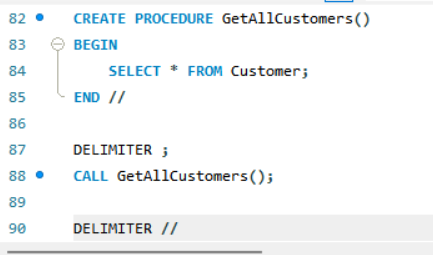 82 CREATE PROCEDURE GetAllCustomers()
83 BEGIN
84 SELECT * FROM Customer;
85 END //
86
87 DELIMITER ;
88 CALL GetAllCustomers();
89
90 DELIMITER //